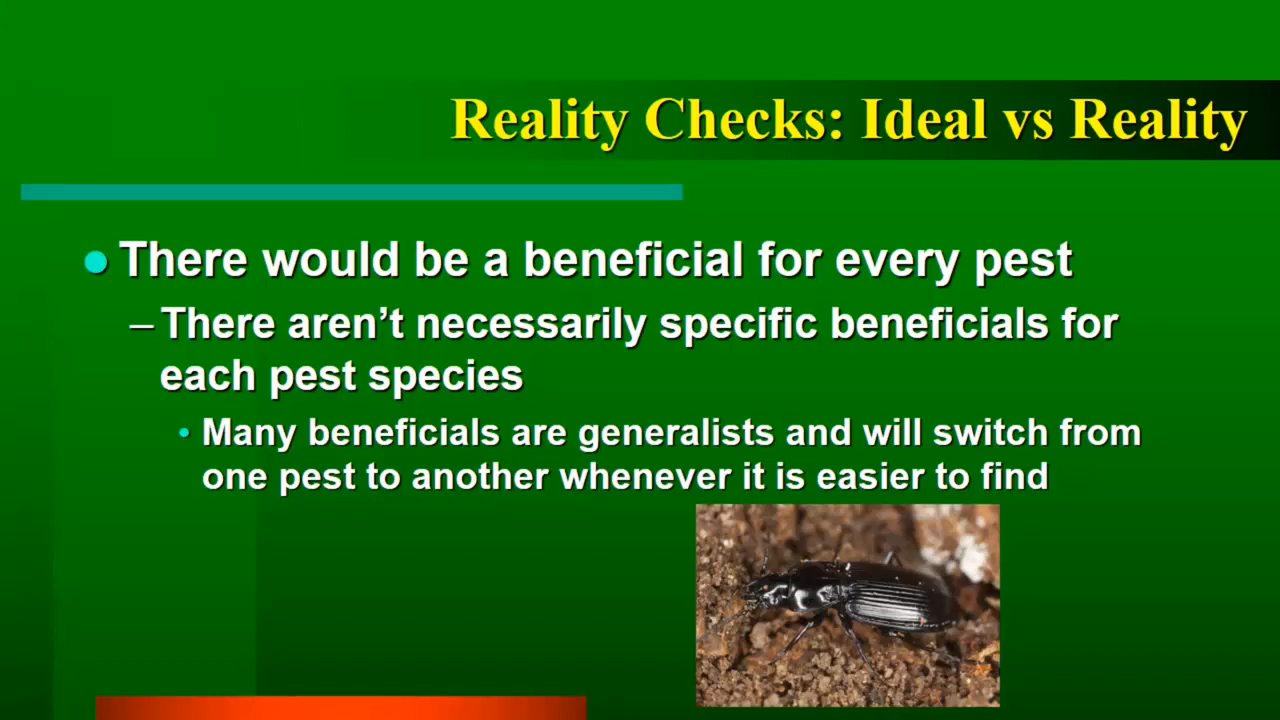 Reality Checks: Ideal vs Reality
There would be a beneficial for every pest
– There aren’t necessarily specific beneficials for
each pest species
• Many beneficials are generalists and will switch from
one pest to another whenever it is easier to find